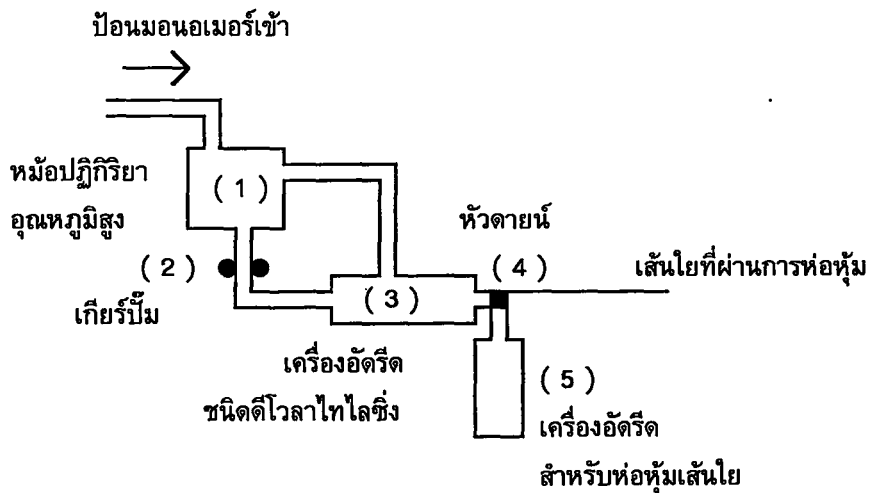 ป้อนมอนอเมอร์เข้า
หม้อปฏิกิริยา
อุณหภูมิสูง
( 1 )
( 2 )
เกียร์ปั๊ม
( 3 )
เครื่องอัดรีด
ชนิดดีโวลาไทไลซิ่ง
หัวดายน์
( 4 )
เส้นใยที่ผ่านการห่อหุ้ม
( 5 )
เครื่องอัดรีด
สำหรับห่อหุ้มเส้นใย